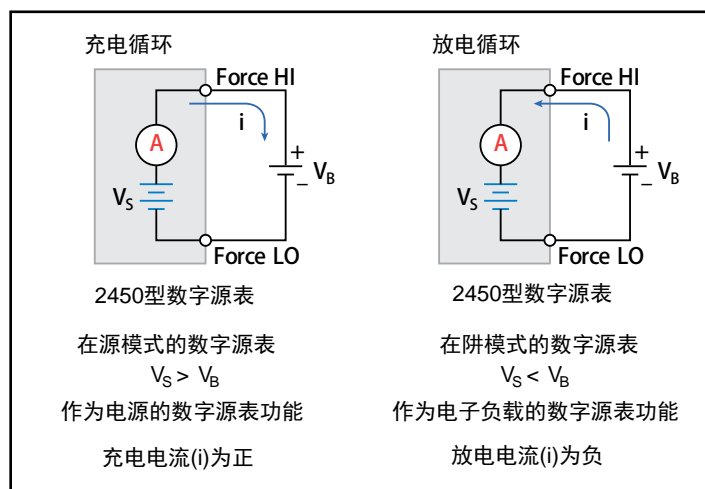 充电循环
Force HI
i
A
+
−
V_B
V_S
Force LO
2450型数字源表
在源模式的数字源表
V_S > V_B
作为电源的数字源表功能
充电电流(i)为正
放电循环
Force HI
i
A
+
−
V_B
V_S
Force LO
2450型数字源表
在阱模式的数字源表
V_S < V_B
作为电子负载的数字源表功能
放电电流(i)为负